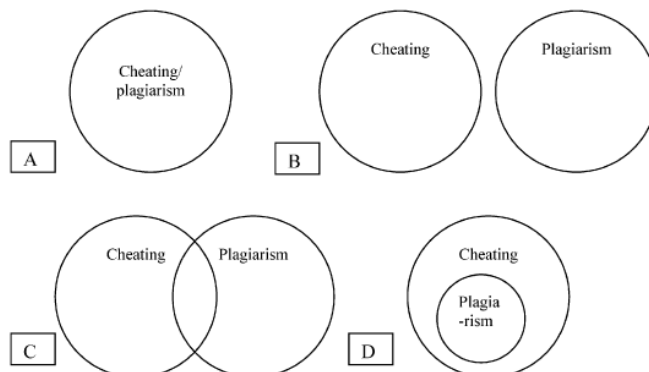 Cheating/
plagiarism
A
Cheating
Plagiarism
B
Cheating
Plagiarism
C
Cheating
Plagia
-rism
D